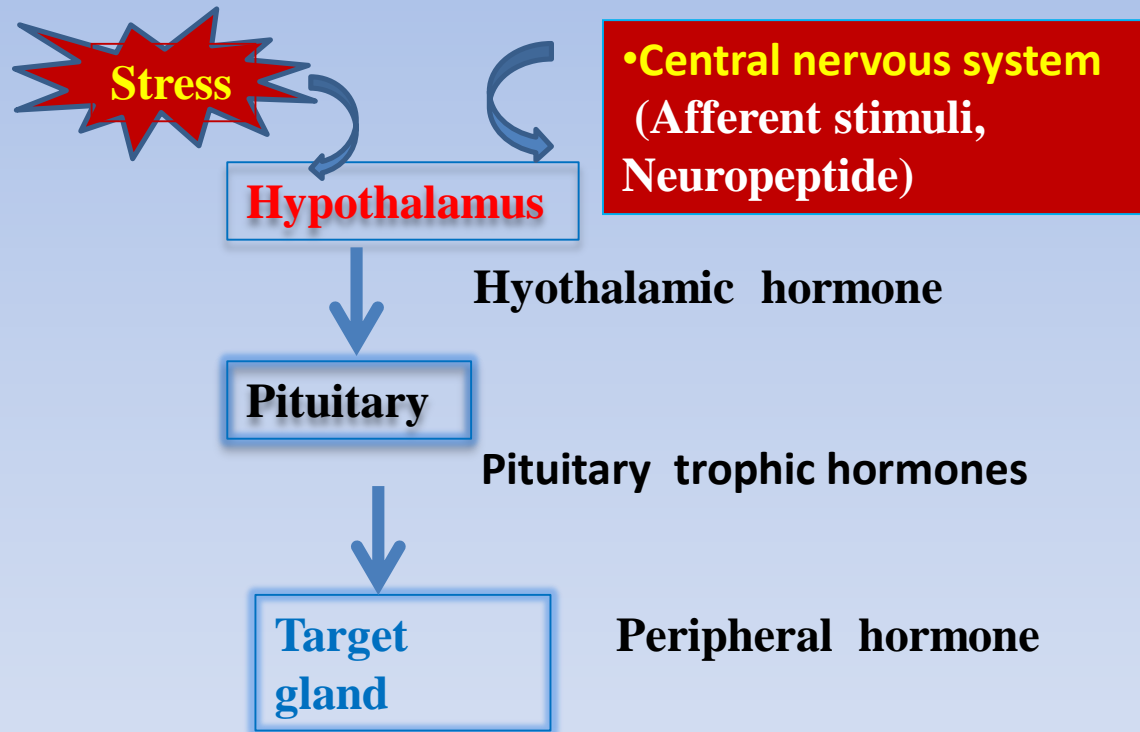 Stress
•Central nervous system
(Afferent stimuli,
Neuropeptide)
Hypothalamus
Hyothalamic hormone
Pituitary
Pituitary trophic hormones
Target
gland
Peripheral hormone